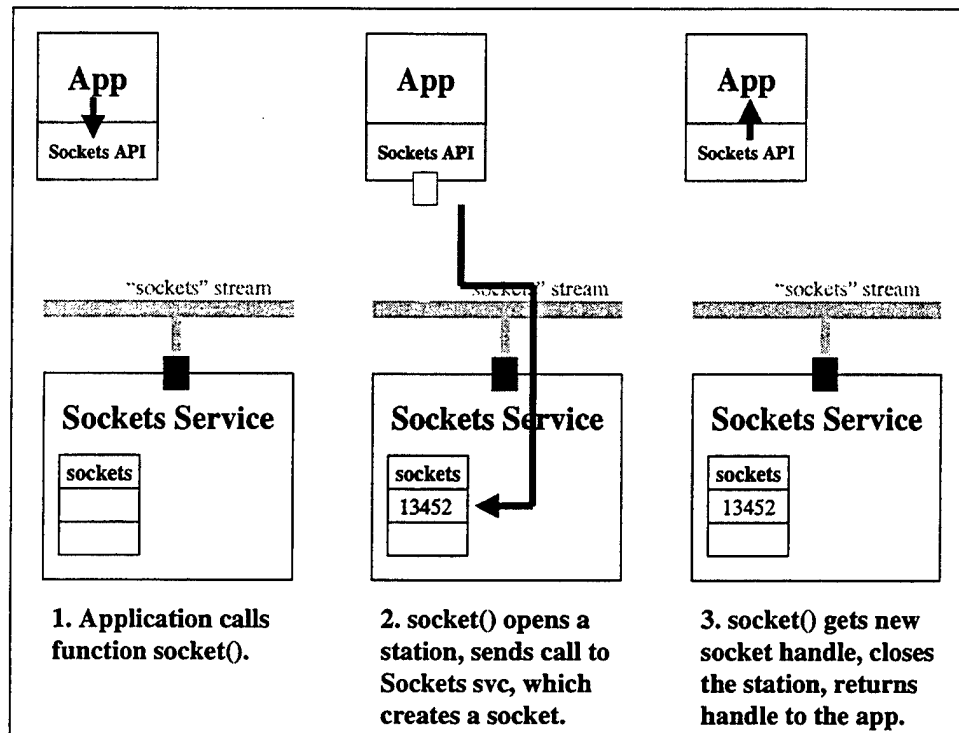 App
Sockets API
"sockets" stream
Sockets Service
sockets
1. Application calls
function socket().
App
Sockets API
"sockets" stream
Sockets Service
sockets
13452
2. socket() opens a
station, sends call to
Sockets svc, which
creates a socket.
App
Sockets API
"sockets" stream
Sockets Service
sockets
13452
3. socket() gets new
socket handle, closes
the station, returns
handle to the app.